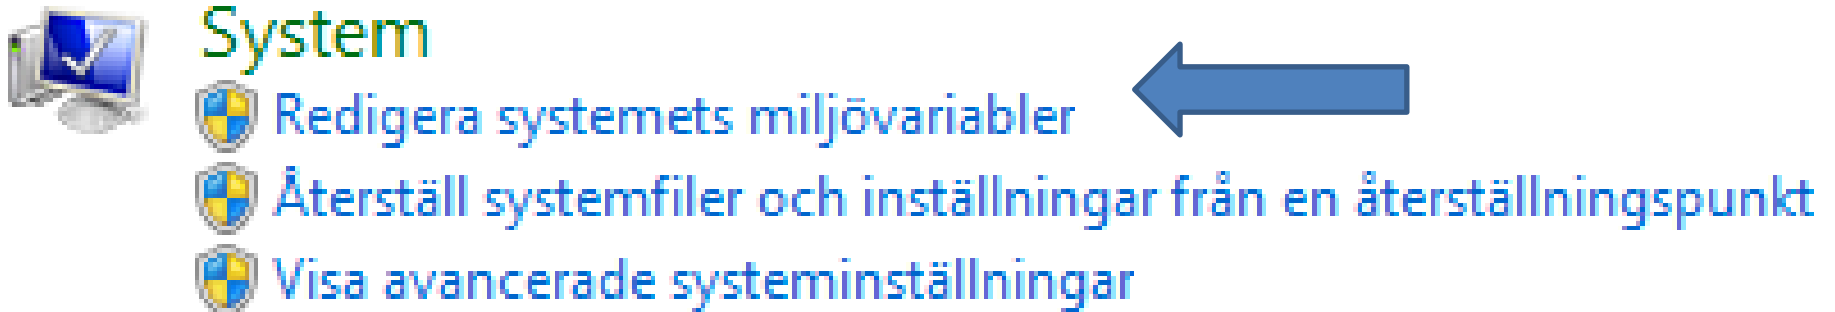 System
Redigera systemets miljövariabler
Återställ systemfiler och inställningar från en återställningspunkt
Visa avancerade systeminställningar